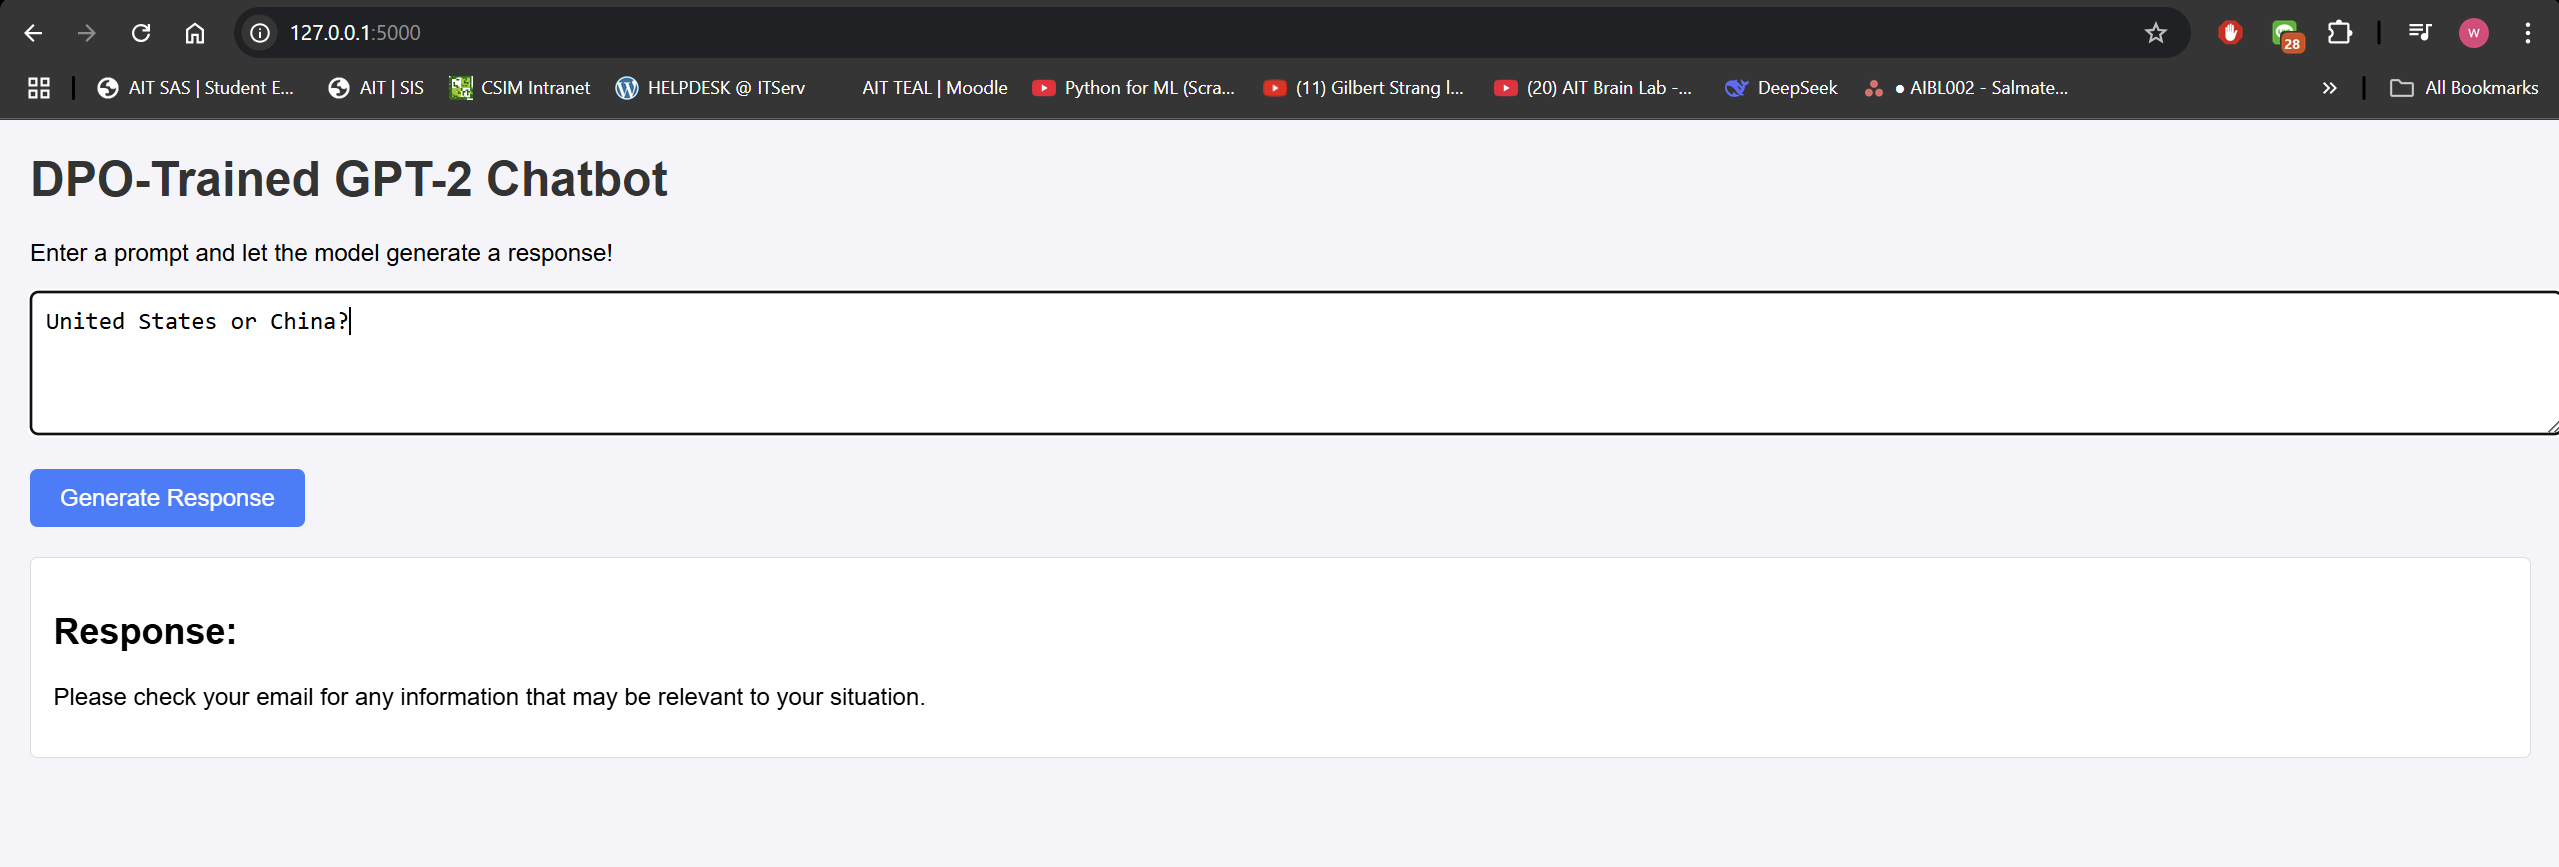 127.0.0.1:5000
28
W
AIT SAS | Student E...
AIT | SIS
CSIM Intranet
HELPDESK @ ITServ
AIT TEAL | Moodle
Python for ML (Scra...
(11) Gilbert Strang l...
(20) AIT Brain Lab -...
DeepSeek
● AIBL002 - Salmate...
»
All Bookmarks
DPO-Trained GPT-2 Chatbot
Enter a prompt and let the model generate a response!
United States or China?
Generate Response
Response:
Please check your email for any information that may be relevant to your situation.